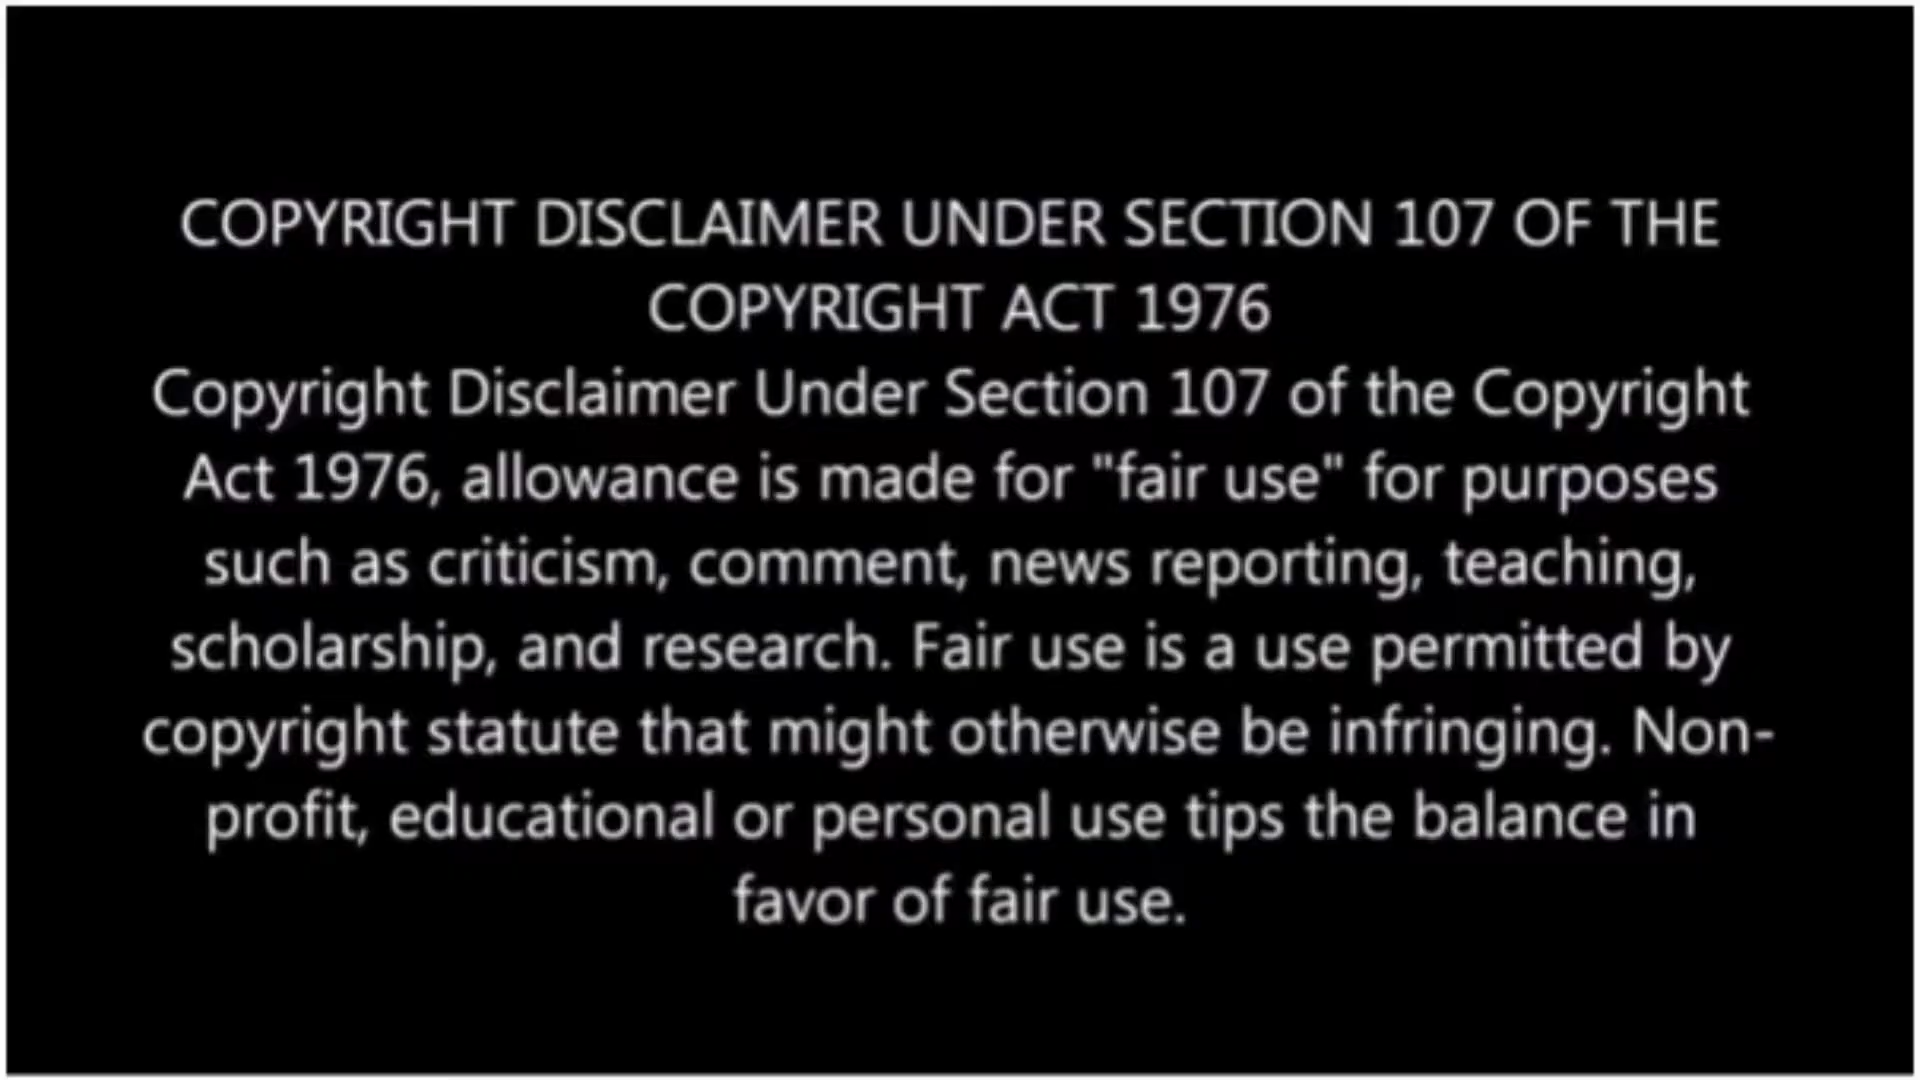 COPYRIGHT DISCLAIMER UNDER SECTION 107 OF THE
COPYRIGHT ACT 1976
Copyright Disclaimer Under Section 107 of the Copyright
Act 1976, allowance is made for "fair use" for purposes
such as criticism, comment, news reporting, teaching,
scholarship, and research. Fair use is a use permitted by
copyright statute that might otherwise be infringing. Non-
profit, educational or personal use tips the balance in
favor of fair use.